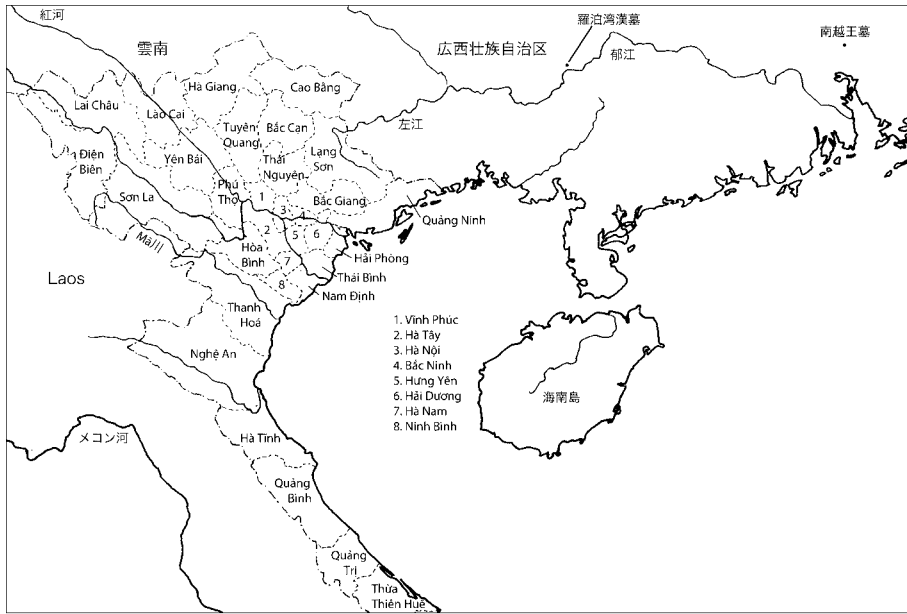 紅河
雲南
広西壮族自治区
羅泊湾漢墓
南越王墓
郁江
Hà Giang
Cao Bằng
Lai Châu
Lào Cai
左江
Tuyên
Quang
Bắc Cạn
Điện
Biên
Yên Bái
Thái
Nguyên
Lạng
Sơn
Sơn La
Phú
Thọ
1
3
4
Bắc Giang
Quảng Ninh
2
5
6
Mã川
Hòa
Bình
7
8
Hải Phòng
Thái Bình
Nam Định
Laos
Thanh
Hoá
Nghệ An
1. Vĩnh Phúc
2. Hà Tây
3. Hà Nội
4. Bắc Ninh
5. Hưng Yên
6. Hải Dương
7. Hà Nam
8. Ninh Bình
海南島
メコン河
Hà Tĩnh
Quảng
Bình
Quảng
Trị
Thừa
Thiên Huế